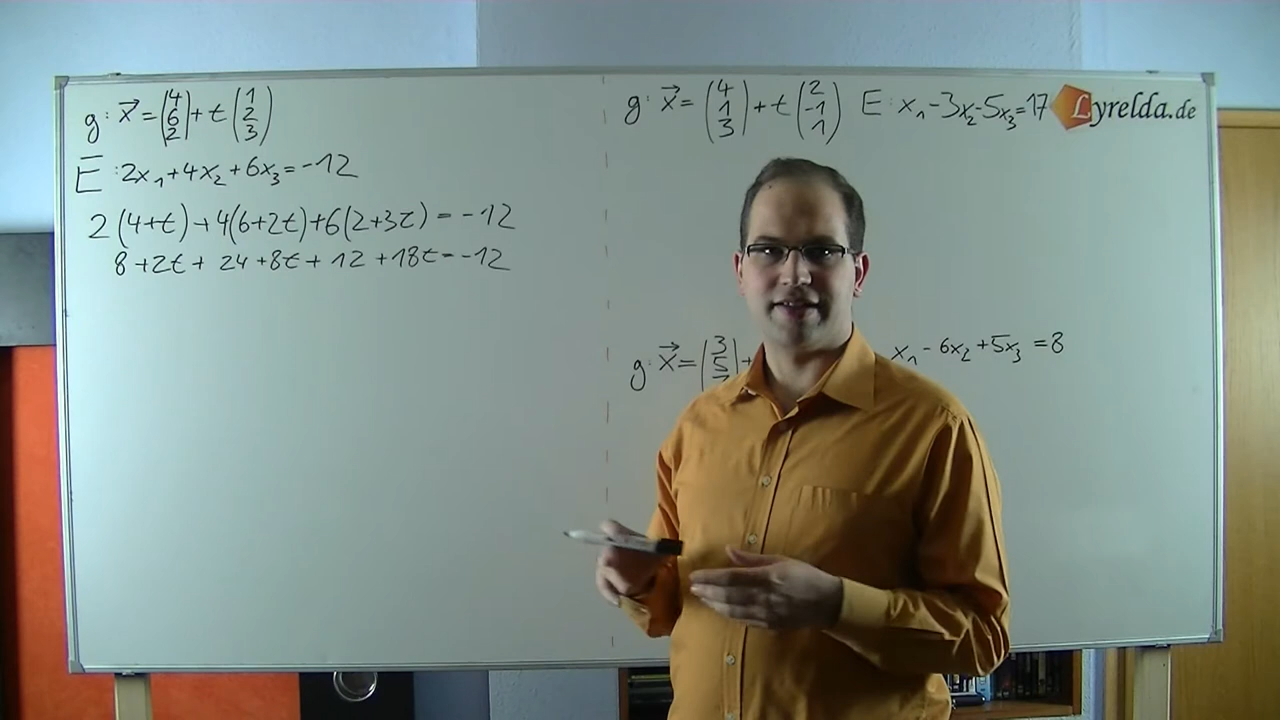 g: x⃗ = (4 6 2) + t (1 2 3)
E: 2x₁ + 4x₂ + 6x₃ = -12
2(4+t) + 4(6+2t) + 6(2+3t) = -12
8 + 2t + 24 + 8t + 12 + 18t = -12
g: x⃗ = (4 1 3) + t (2 -1 1) E: x₁ - 3x₂ - 5x₃ = 17
Lyrelda.de
g: x⃗ = (3 5 +
x₁ - 6x₂ + 5x₃ = 8